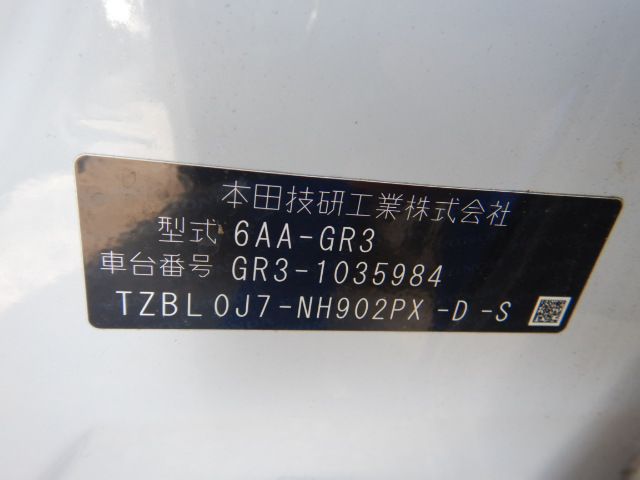 本田技研工業株式会社
型式 6AA-GR3
車台番号 GR3-1035984
TZBL0J7-NH902PX-D-S